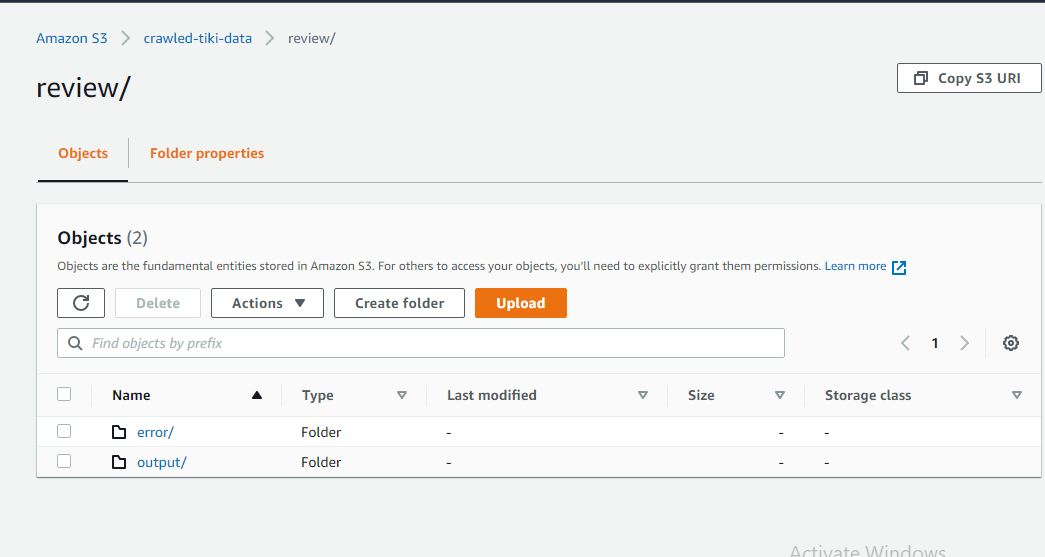 Amazon S3 > crawled-tiki-data > review/
review/
Copy S3 URI
Objects
Folder properties
Objects (2)
Objects are the fundamental entities stored in Amazon S3. For others to access your objects, you'll need to explicitly grant them permissions. Learn more
Delete Actions Create folder Upload
Find objects by prefix
1
Name Type Last modified Size Storage class
error/ Folder - - -
output/ Folder - - -
Activate Windows